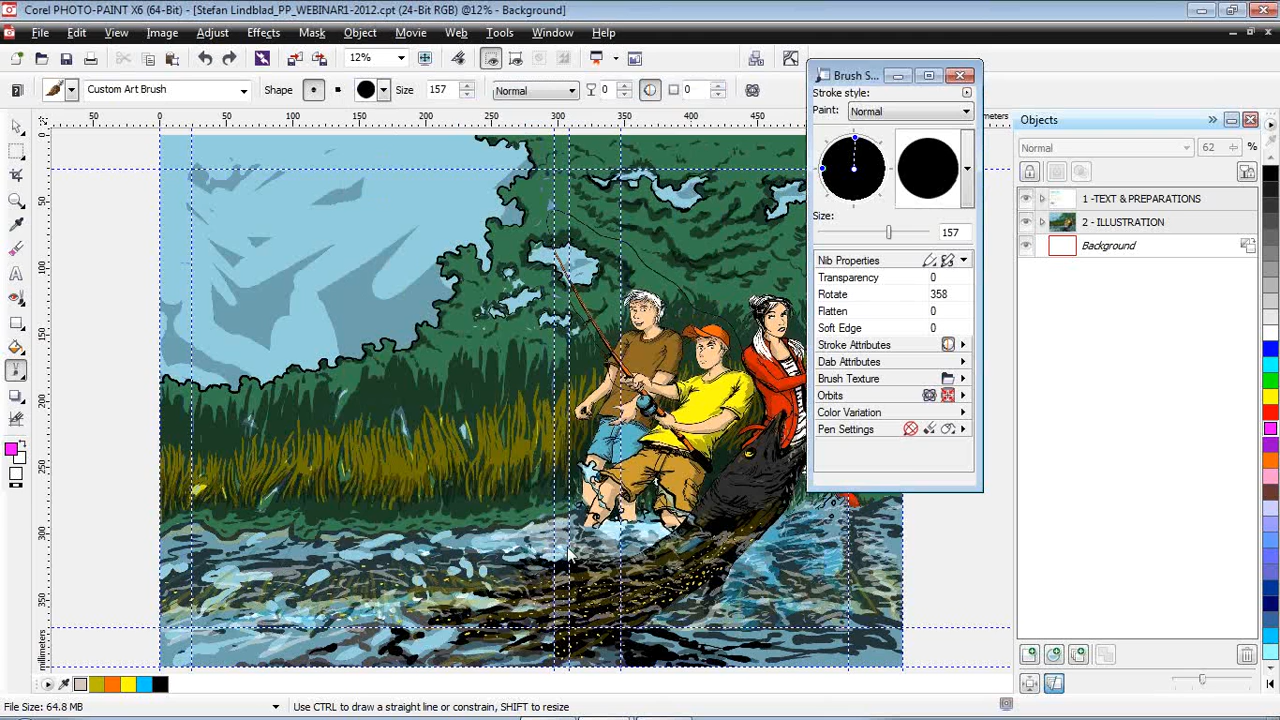 Corel PHOTO-PAINT X6 (64-Bit) - [Stefan Lindblad_PP_WEBINAR1-2012.cpt (24-Bit RGB) @12% - Background]
File Edit View Image Adjust Effects Mask Object Movie Web Tools Window Help
12%
Custom Art Brush Shape Size 157 Normal 0 0
Brush S...
Stroke style:
Paint: Normal
Size:
157
Nib Properties
Transparency 0
Rotate 358
Flatten 0
Soft Edge 0
Stroke Attributes
Dab Attributes
Brush Texture
Orbits
Color Variation
Pen Settings
Objects
Normal 62 %
1 -TEXT & PREPARATIONS
2 - ILLUSTRATION
Background
50 0 50 100 150 200 250 300 350 400 450
0
50
100
150
200
250
300
350
millimeters
File Size: 64.8 MB Use CTRL to draw a straight line or constrain, SHIFT to resize